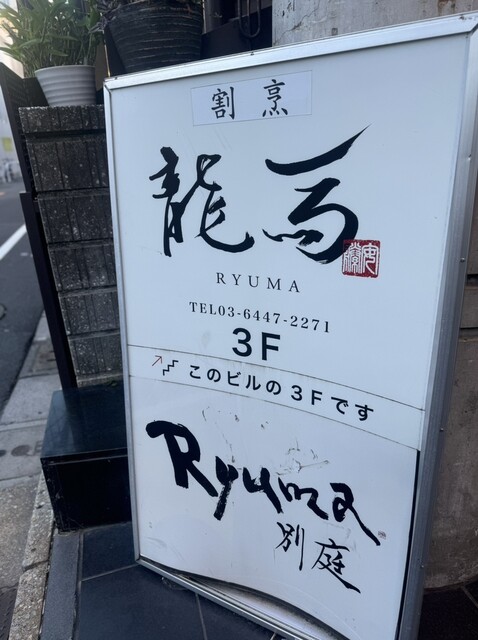 割烹
龍馬
RYUMA
TEL03-6447-2271
3F
このビルの3Fです
Ryuma
別庭